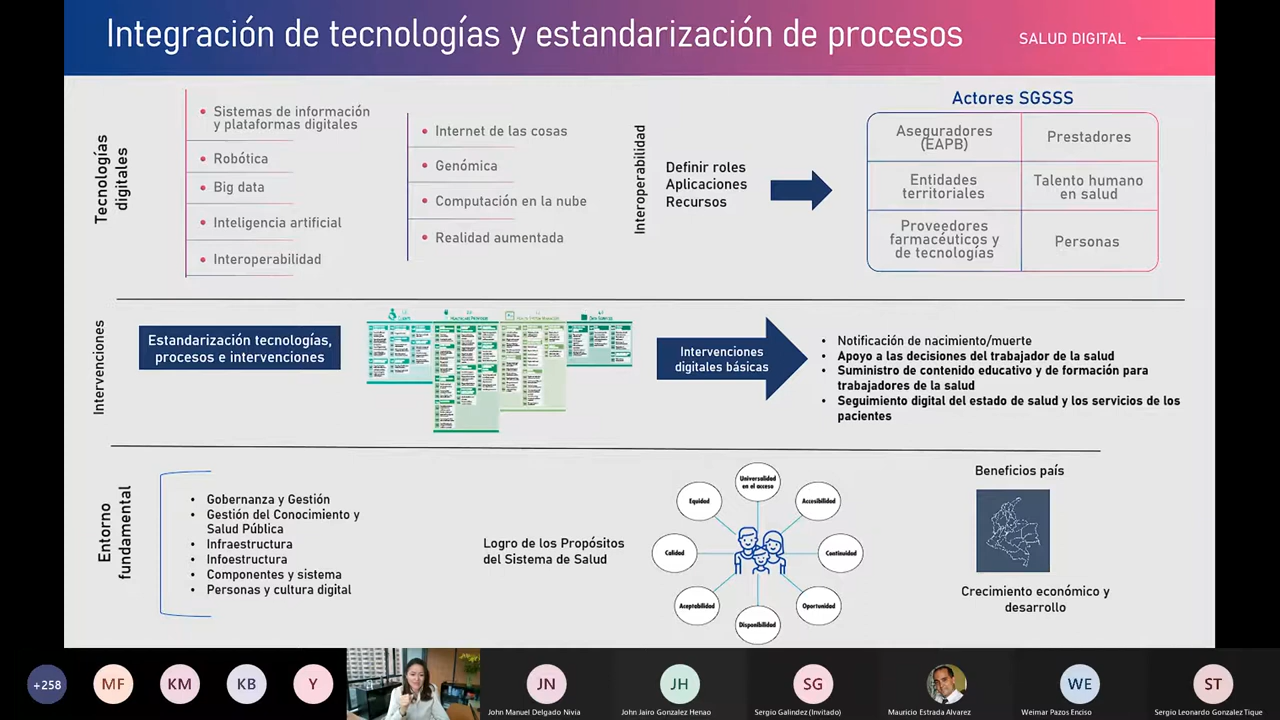 Integración de tecnologías y estandarización de procesos
SALUD DIGITAL
Tecnologías
digitales
Sistemas de información
y plataformas digitales
Robótica
Big data
Inteligencia artificial
Interoperabilidad
Internet de las cosas
Genómica
Computación en la nube
Realidad aumentada
Interoperabilidad
Definir roles
Aplicaciones
Recursos
Actores SGSSS
Aseguradores
(EAPB)
Prestadores
Entidades
territoriales
Talento humano
en salud
Proveedores
farmacéuticos y
de tecnologías
Personas
Intervenciones
Estandarización tecnologías,
procesos e intervenciones
Intervenciones
digitales básicas
• Notificación de nacimiento/muerte
• Apoyo a las decisiones del trabajador de la salud
• Suministro de contenido educativo y de formación para
trabajadores de la salud
• Seguimiento digital del estado de salud y los servicios de los
pacientes
Entorno
fundamental
• Gobernanza y Gestión
• Gestión del Conocimiento y
Salud Pública
• Infraestructura
• Infoestructura
• Componentes y sistema
• Personas y cultura digital
Logro de los Propósitos
del Sistema de Salud
Universalidad
en el acceso
Equidad
Accesibilidad
Calidad
Continuidad
Aceptabilidad
Oportunidad
Disponibilidad
Beneficios país
Crecimiento económico y
desarrollo
+258
MF
KM
KB
Y
JN
John Manuel Delgado Nivia
JH
John Jairo Gonzalez Henao
SG
Sergio Galindez (Invitado)
Mauricio Estrada Alvarez
WE
Weimar Pazos Enciso
ST
Sergio Leonardo Gonzalez Tique